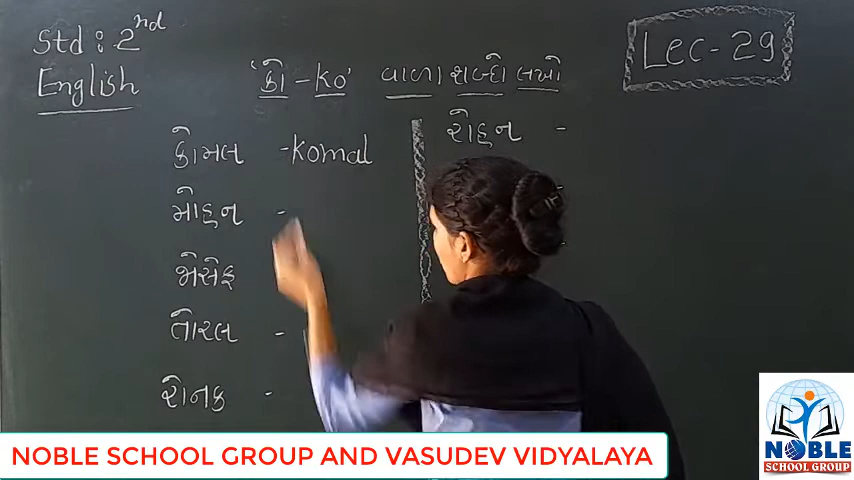 Std : 2nd
English
'કો - ko' વાળા શબ્દો લખો
Lec - 29
કોમલ - komal
મોહન -
જોસેફ
તોરલ -
રોનક -
રોહન -
NOBLE SCHOOL GROUP AND VASUDEV VIDYALAYA
NOBLE
SCHOOL GROUP